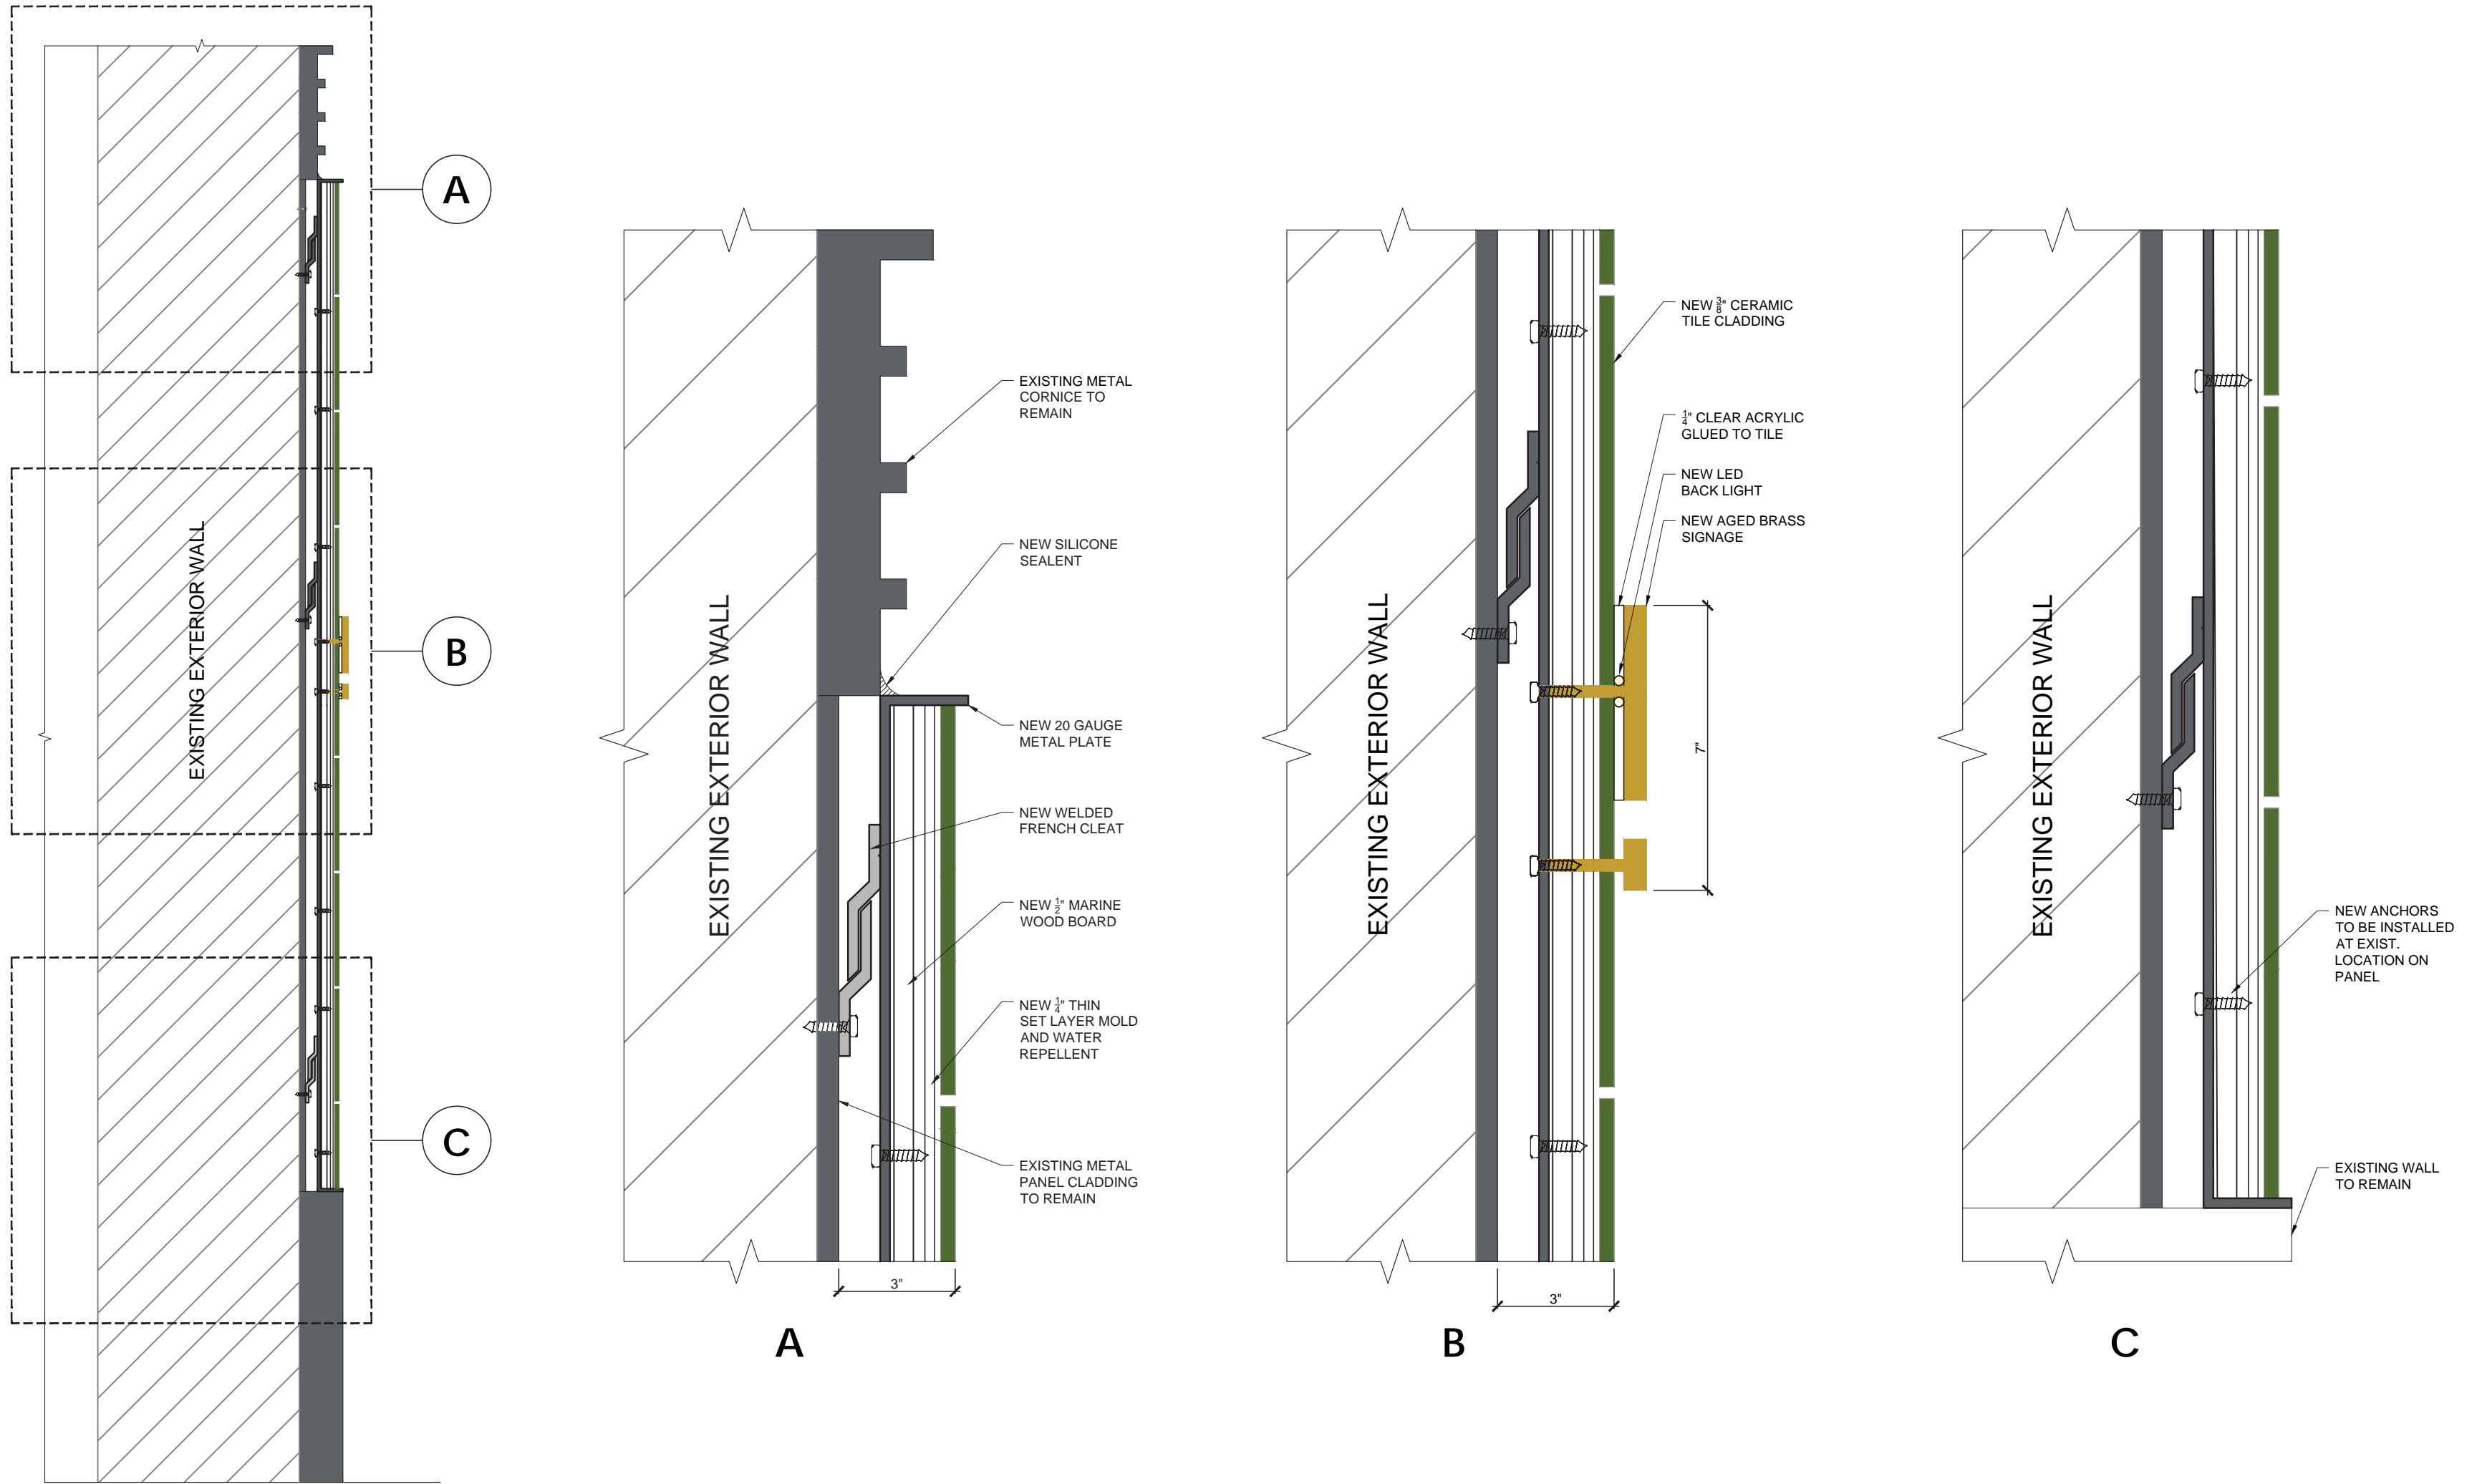 EXISTING EXTERIOR WALL
A
B
C
EXISTING EXTERIOR WALL
EXISTING METAL
CORNICE TO
REMAIN
NEW SILICONE
SEALENT
NEW 20 GAUGE
METAL PLATE
NEW WELDED
FRENCH CLEAT
NEW 1/2" MARINE
WOOD BOARD
NEW 1/4" THIN
SET LAYER MOLD
AND WATER
REPELLENT
EXISTING METAL
PANEL CLADDING
TO REMAIN
3"
A
EXISTING EXTERIOR WALL
NEW 3/8" CERAMIC
TILE CLADDING
1/4" CLEAR ACRYLIC
GLUED TO TILE
NEW LED
BACK LIGHT
NEW AGED BRASS
SIGNAGE
7"
3"
B
EXISTING EXTERIOR WALL
NEW ANCHORS
TO BE INSTALLED
AT EXIST.
LOCATION ON
PANEL
EXISTING WALL
TO REMAIN
C